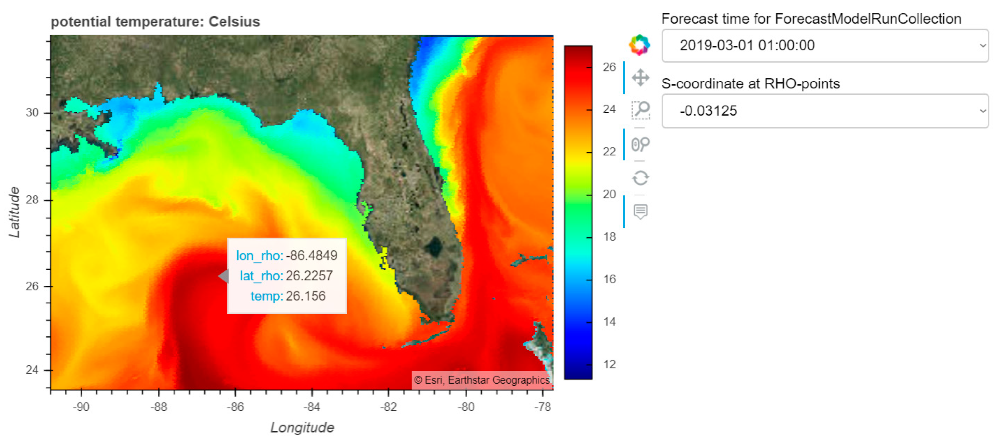 potential temperature: Celsius
Forecast time for ForecastModelRunCollection
2019-03-01 01:00:00
S-coordinate at RHO-points
-0.03125
Latitude
30
28
26
24
lon_rho: -86.4849
lat_rho: 26.2257
temp: 26.156
© Esri, Earthstar Geographics
-90 -88 -86 -84 -82 -80 -78
Longitude
26
24
22
20
18
16
14
12